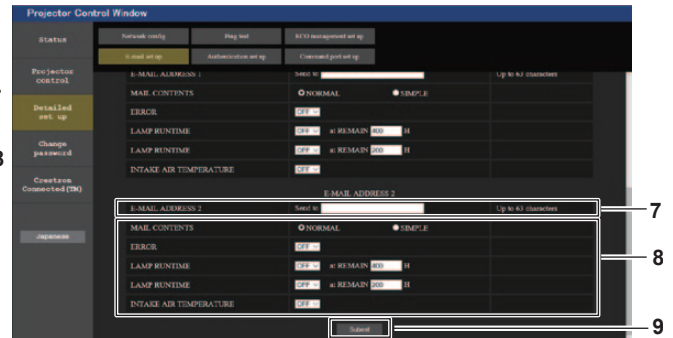 Projector Control Window
Status
Network config
Ping test
ECO management set up
E-mail set up
Authentication set up
Command port set up
Projector control
E-MAIL ADDRESS 1
Send to
Up to 63 characters
MAIL CONTENTS
NORMAL
SIMPLE
Detailed set up
ERROR
OFF
LAMP RUNTIME
OFF
at REMAIN 400 H
Change password
LAMP RUNTIME
OFF
at REMAIN 200 H
3
INTAKE AIR TEMPERATURE
OFF
Crestron Connected(TM)
E-MAIL ADDRESS 2
E-MAIL ADDRESS 2
Send to
Up to 63 characters
7
MAIL CONTENTS
NORMAL
SIMPLE
Japanese
ERROR
OFF
8
LAMP RUNTIME
OFF
at REMAIN 400 H
LAMP RUNTIME
OFF
at REMAIN 200 H
INTAKE AIR TEMPERATURE
OFF
Submit
9